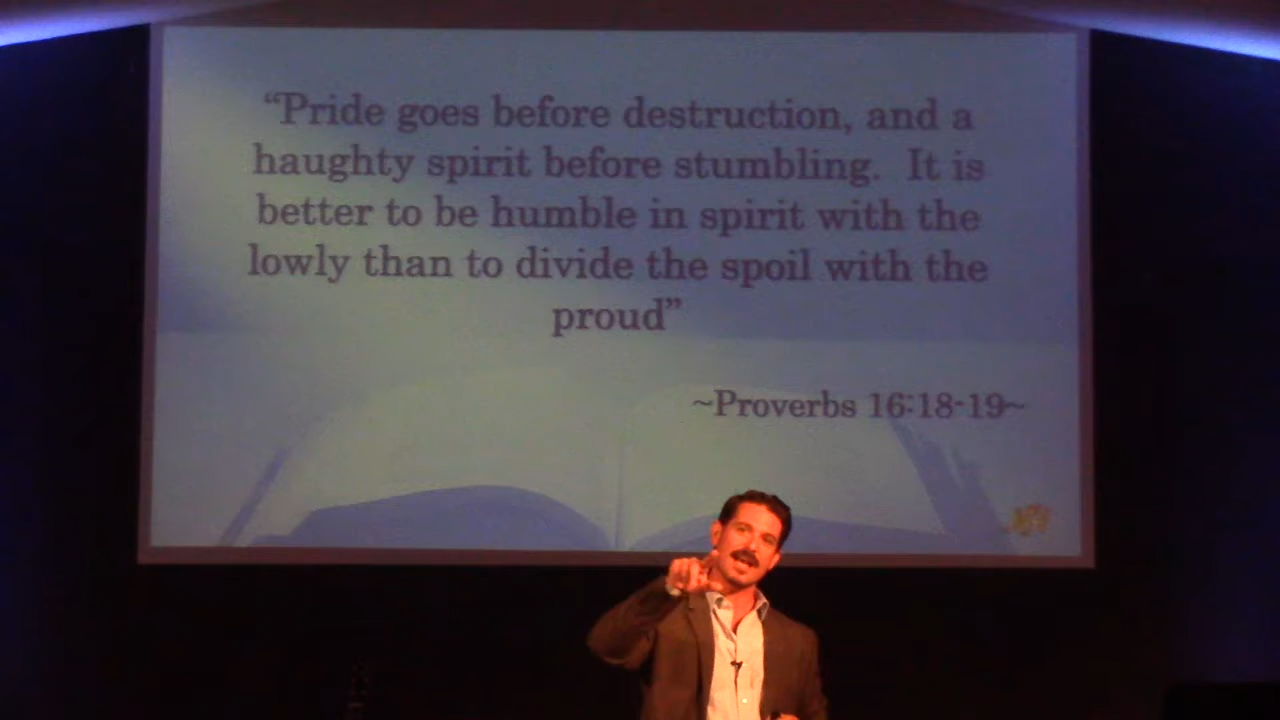 “Pride goes before destruction, and a
haughty spirit before stumbling.  It is
better to be humble in spirit with the
lowly than to divide the spoil with the
proud”
~Proverbs 16:18-19~